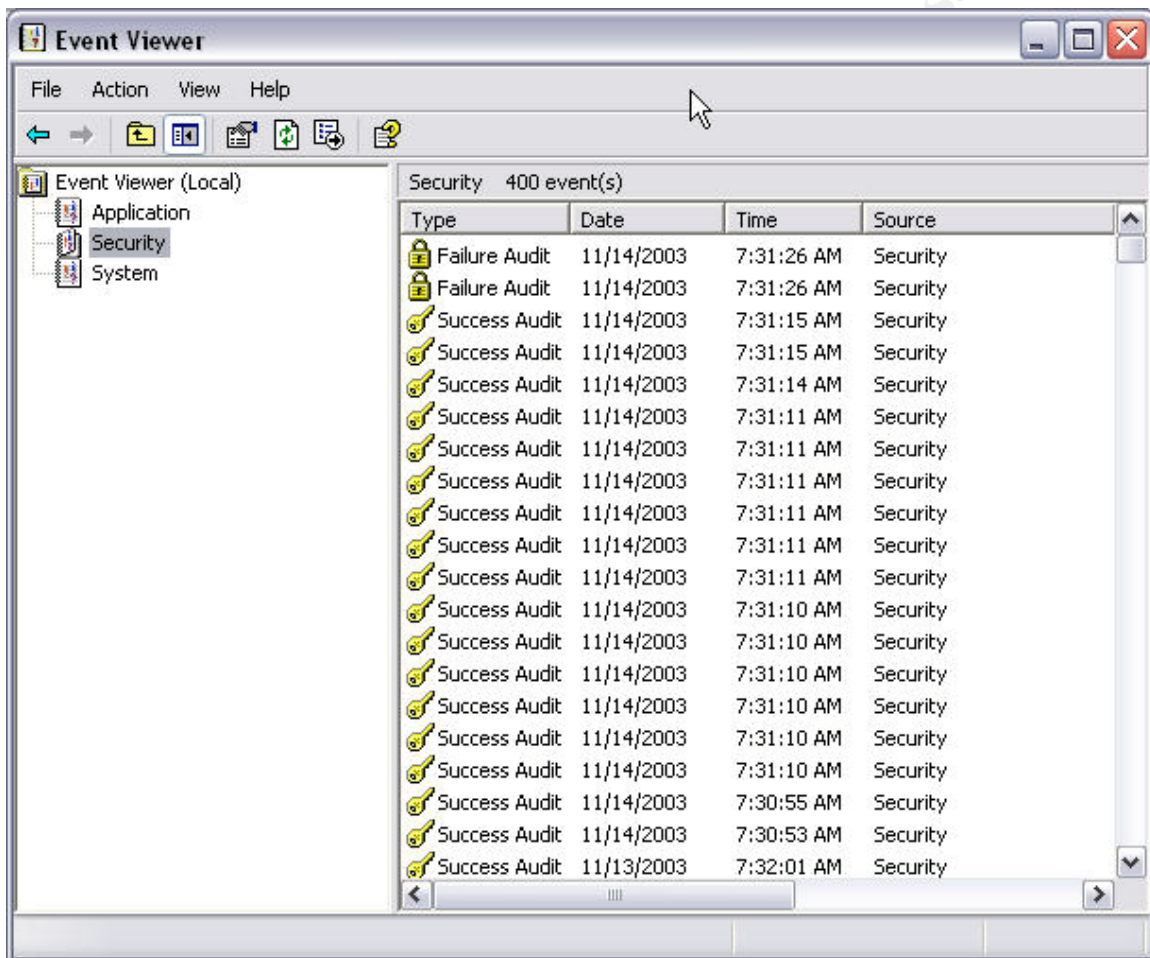 Event Viewer
File Action View Help
Event Viewer (Local)
Application
Security
System
Security 400 event(s)
Type Date Time Source
Failure Audit 11/14/2003 7:31:26 AM Security
Failure Audit 11/14/2003 7:31:26 AM Security
Success Audit 11/14/2003 7:31:15 AM Security
Success Audit 11/14/2003 7:31:15 AM Security
Success Audit 11/14/2003 7:31:14 AM Security
Success Audit 11/14/2003 7:31:11 AM Security
Success Audit 11/14/2003 7:31:11 AM Security
Success Audit 11/14/2003 7:31:11 AM Security
Success Audit 11/14/2003 7:31:11 AM Security
Success Audit 11/14/2003 7:31:11 AM Security
Success Audit 11/14/2003 7:31:11 AM Security
Success Audit 11/14/2003 7:31:10 AM Security
Success Audit 11/14/2003 7:31:10 AM Security
Success Audit 11/14/2003 7:31:10 AM Security
Success Audit 11/14/2003 7:31:10 AM Security
Success Audit 11/14/2003 7:31:10 AM Security
Success Audit 11/14/2003 7:31:10 AM Security
Success Audit 11/14/2003 7:30:55 AM Security
Success Audit 11/14/2003 7:30:53 AM Security
Success Audit 11/13/2003 7:32:01 AM Security